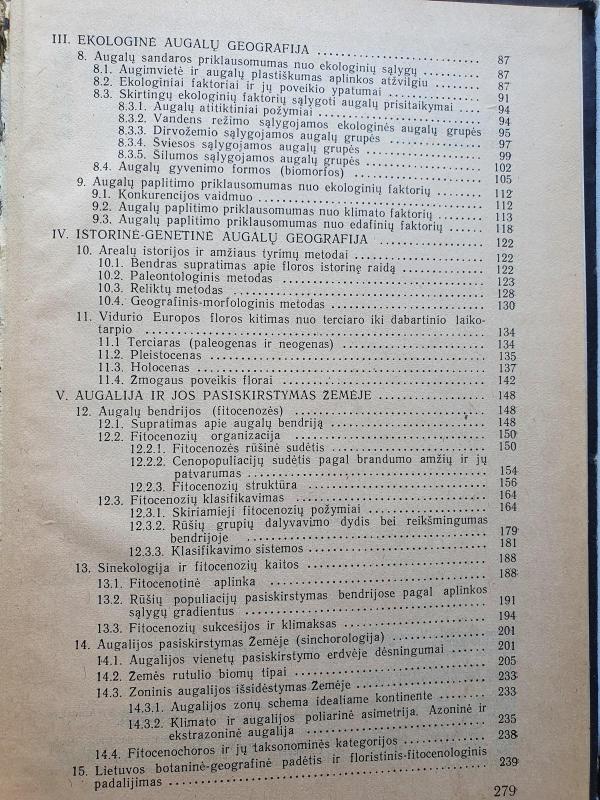 III. EKOLOGINĖ AUGALŲ GEOGRAFIJA 87
8. Augalų sandaros priklausomumas nuo ekologinių sąlygų 87
8.1. Augimvietė ir augalų plastiškumas aplinkos atžvilgiu 87
8.2. Ekologiniai faktoriai ir jų poveikio ypatumai 91
8.3. Skirtingų ekologinių faktorių sąlygoti augalų prisitaikymai 94
8.3.1. Augalų atitiktiniai požymiai 94
8.3.2. Vandens režimo sąlygojamos ekologinės augalų grupės 95
8.3.3. Dirvožemio sąlygojamos augalų grupės 97
8.3.4. Šviesos sąlygojamos augalų grupės 99
8.3.5. Šilumos sąlygojamos augalų grupės 102
8.4. Augalų gyvenimo formos (biomorfos) 105
9. Augalų paplitimo priklausomumas nuo ekologinių faktorių 112
9.1. Konkurencijos vaidmuo 112
9.2. Augalų paplitimo priklausomumas nuo klimato faktorių 113
9.3. Augalų paplitimo priklausomumas nuo edafinių faktorių 118
IV. ISTORINĖ-GENETINĖ AUGALŲ GEOGRAFIJA 122
10. Arealų istorijos ir amžiaus tyrimų metodai 122
10.1. Bendras supratimas apie floros istorinę raidą 122
10.2. Paleontologinis metodas 123
10.3. Reliktų metodas 128
10.4. Geografinis-morfologinis metodas 130
11. Vidurio Europos floros kitimas nuo terciaro iki dabartinio laiko-
tarpio 134
11.1 Terciaras (paleogenas ir neogenas) 134
11.2. Pleistocenas 135
11.3. Holocenas 137
11.4. Žmogaus poveikis florai 142
V. AUGALIJA IR JOS PASISKIRSTYMAS ŽEMĖJE 148
12. Augalų bendrijos (fitocenozės) 148
12.1. Supratimas apie augalų bendriją 148
12.2. Fitocenozių organizacija 150
12.2.1. Fitocenozės rūšinė sudėtis 150
12.2.2. Cenopopuliacijų sudėtis pagal brandumo amžių ir jų
patvarumas 154
12.2.3. Fitocenozių struktūra 156
12.3. Fitocenozių klasifikavimas 164
12.3.1. Skiriamieji fitocenozių požymiai 164
12.3.2. Rūšių grupių dalyvavimo dydis bei reikšmingumas
bendrijoje 179
12.3.3. Klasifikavimo sistemos 181
13. Sinekologija ir fitocenozių kaitos 188
13.1. Fitocenotinė aplinka 188
13.2. Rūšių populiacijų pasiskirstymas bendrijose pagal aplinkos
sąlygų gradientus 191
13.3. Fitocenozių sukcesijos ir klimaksas 194
14. Augalijos pasiskirstymas Žemėje (sinchorologija) 201
14.1. Augalijos vienetų pasiskirstymo erdvėje dėsningumai 201
14.2. Žemės rutulio biomų tipai 205
14.3. Zoninis augalijos išsidėstymas Žemėje 233
14.3.1. Augalijos zonų schema idealiame kontinente 233
14.3.2. Klimato ir augalijos poliarinė asimetrija. Azoninė ir
ekstrazoninė augalija 235
14.4. Fitocenochoros ir jų taksonominės kategorijos 238
15. Lietuvos botaninė-geografinė padėtis ir floristinis-fitocenologinis
padalijimas 239
279